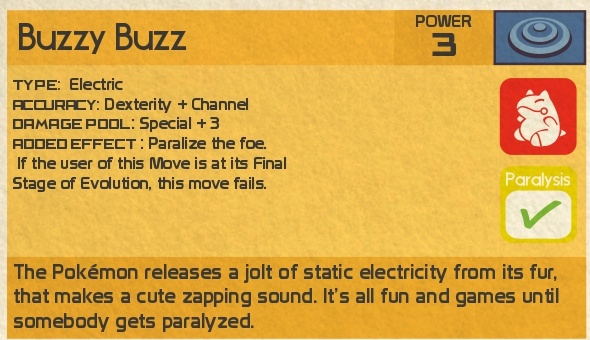 Buzzy Buzz
POWER
3
TYPE: Electric
ACCURACY: Dexterity + Channel
DAMAGE POOL: Special + 3
ADDED EFFECT : Paralize the foe.
If the user of this Move is at its Final
Stage of Evolution, this move fails.
Paralysis
The Pokémon releases a jolt of static electricity from its fur,
that makes a cute zapping sound. It's all fun and games until
somebody gets paralyzed.